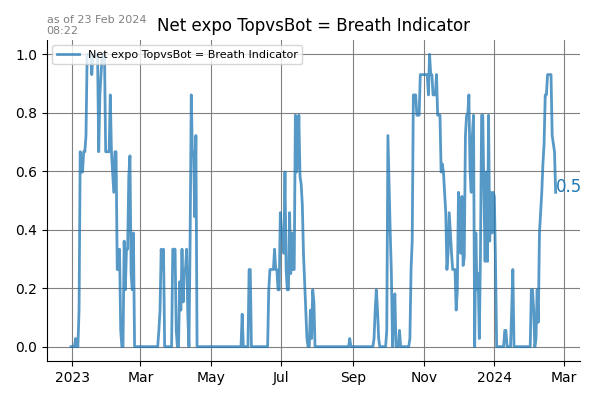 as of 23 Feb 2024
08:22
Net expo TopvsBot = Breath Indicator
Net expo TopvsBot = Breath Indicator
1.0
0.8
0.6
0.4
0.2
0.0
0.5
2023 Mar May Jul Sep Nov 2024 Mar